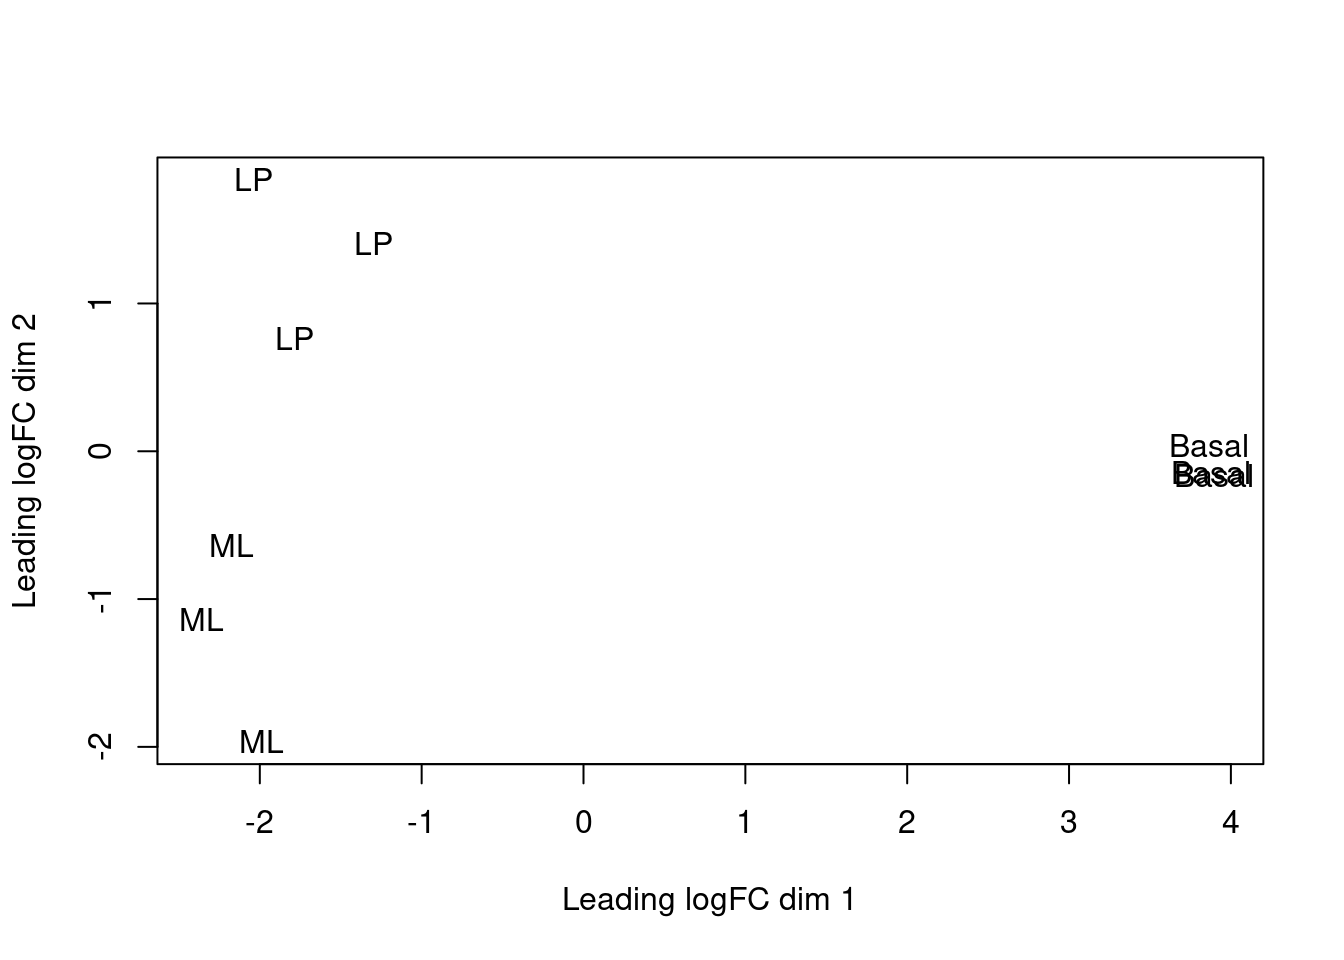 LP
LP
LP
Basal
Basal
Basal
ML
ML
ML
1
0
-1
-2
Leading logFC dim 2
-2 -1 0 1 2 3 4
Leading logFC dim 1